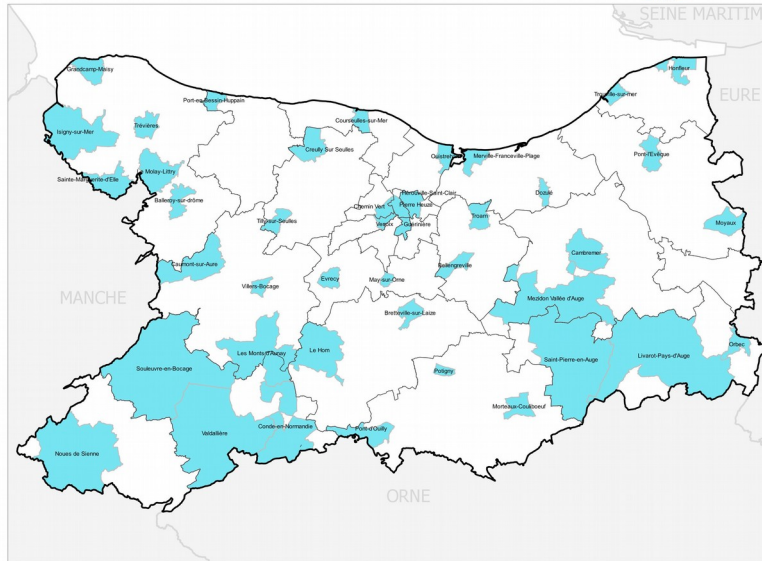 SEINE MARITIM
Honfleur
Grandcamp-Maisy
EURE
Trouville-sur-mer
Port-en-Bessin-Huppain
Courseulles-sur-Mer
Trévières
Isigny-sur-Mer
Creully Sur Seulles
Ouistreham
Merville-Franceville-Plage
Pont-l'Evêque
Le Molay-Littry
Sainte-Marguerite-d'Elle
Hérouville-Saint-Clair
Dozulé
Balleroy-sur-drôme
Chemin Vert
Pierre Heuzé
Troarn
Tilly-sur-Seulles
Venoix
Guérinière
Moyaux
Caumont-sur-Aure
Cambremer
Bellengreville
Evrecy
May-sur-Orne
Villers-Bocage
MANCHE
Mezidon Vallée d'Auge
Bretteville-sur-Laize
Orbec
Les Monts d'Aunay
Le Hom
Saint-Pierre-en-Auge
Livarot-Pays-d'Auge
Souleuvre-en-Bocage
Potigny
Morteaux-Coulibœuf
Valdallière
Conde-en-Normandie
Pont-d'Ouilly
Noues de Sienne
ORNE